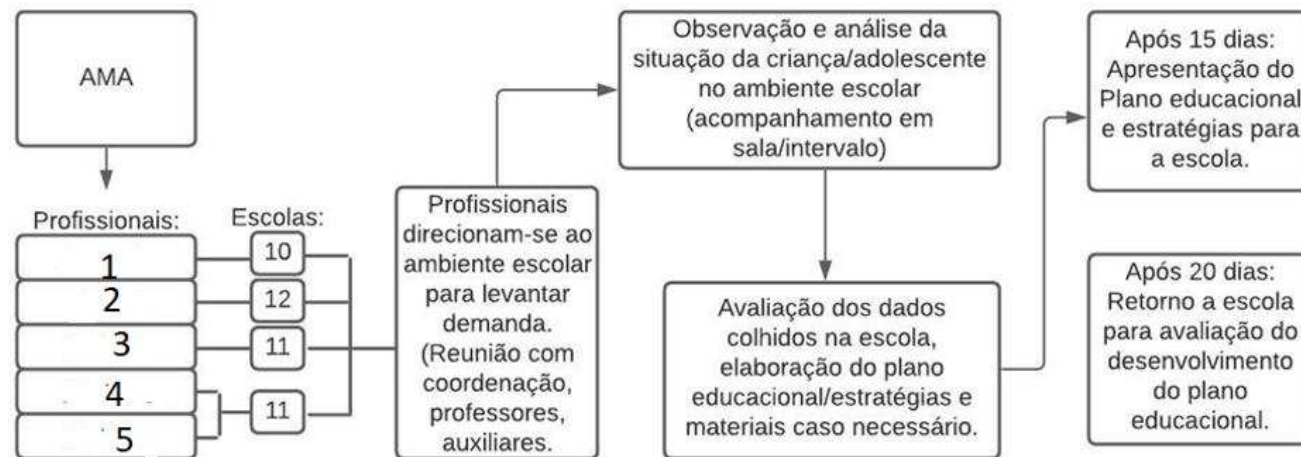 AMA
Profissionais:
Escolas:
1
2
3
4
5
10
12
11
11
Profissionais
direcionam-se ao
ambiente escolar
para levantar
demanda.
(Reunião com
coordenação,
professores,
auxiliares.
Observação e análise da
situação da criança/adolescente
no ambiente escolar
(acompanhamento em
sala/intervalo)
Avaliação dos dados
colhidos na escola,
elaboração do plano
educacional/estratégias e
materiais caso necessário.
Após 15 dias:
Apresentação do
Plano educacional
e estratégias para
a escola.
Após 20 dias:
Retorno a escola
para avaliação do
desenvolvimento
do plano
educacional.